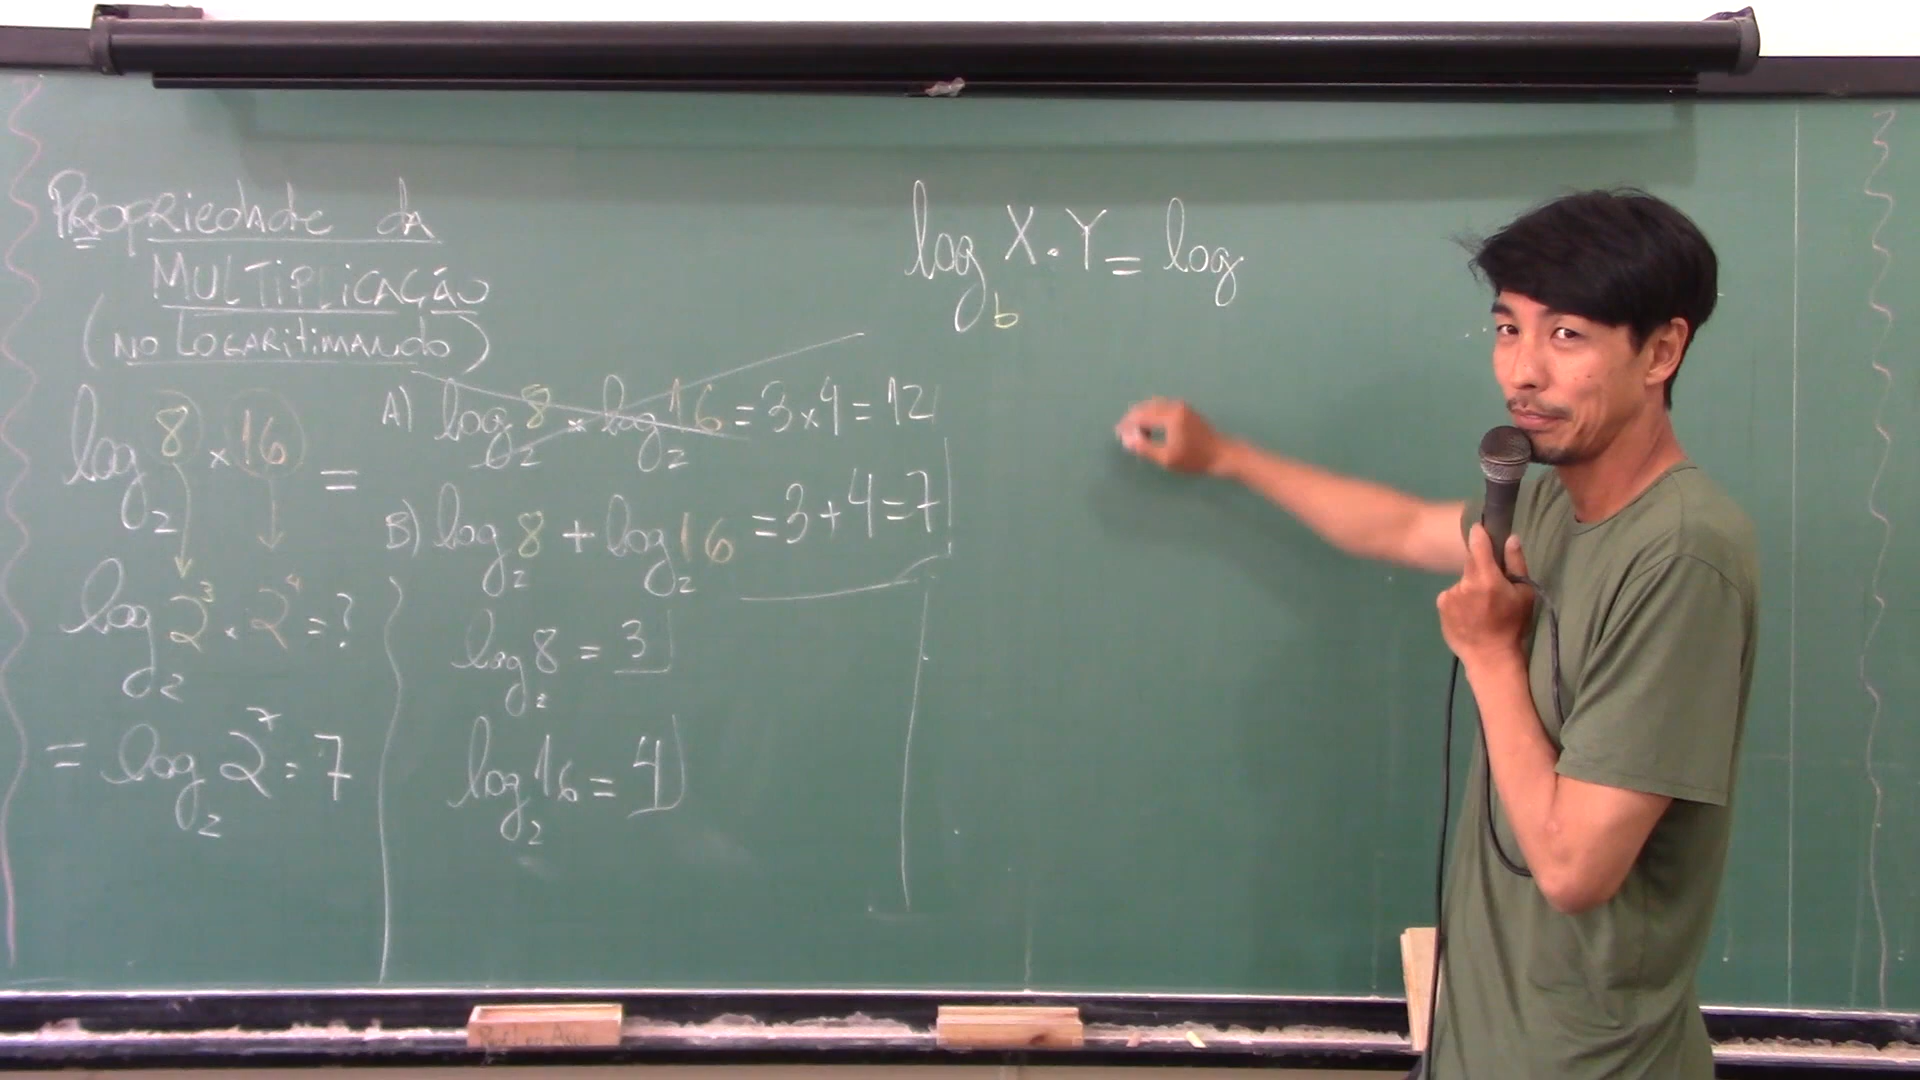 Propriedade da
MULTIPLICAÇÃO
(no Logaritimando)
log₂ 8 × 16 =
log₂ 2³ . 2⁴ = ?
= log₂ 2⁷ = 7
A) log₂ 8 × log₂ 16 = 3 × 4 = 12
B) log₂ 8 + log₂ 16 = 3 + 4 = 7
log₂ 8 = 3
log₂ 16 = 4
log_b X . Y = log